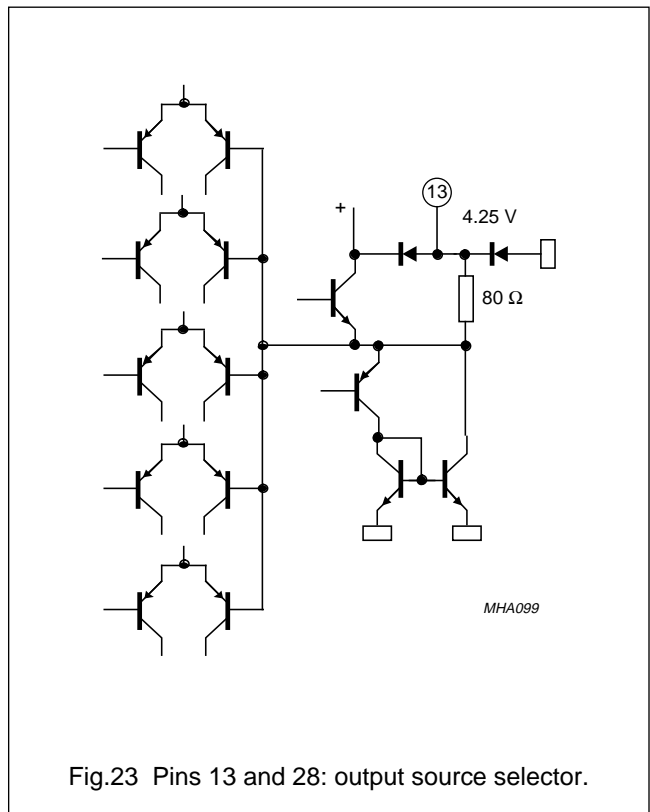 13
+
4.25 V
80 Ω
MHA099
Fig.23 Pins 13 and 28: output source selector.